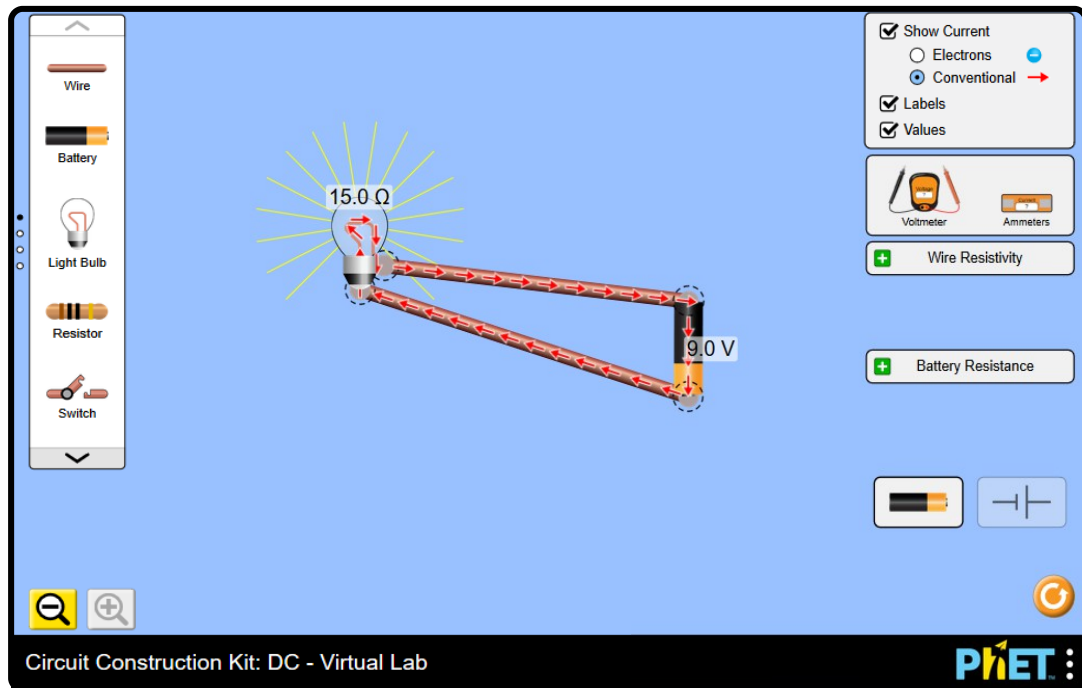 Wire
Battery
Light Bulb
Resistor
Switch
15.0 Ω
9.0 V
Show Current
Electrons
Conventional
Labels
Values
Voltmeter
Ammeters
Wire Resistivity
Battery Resistance
Circuit Construction Kit: DC - Virtual Lab
PhET